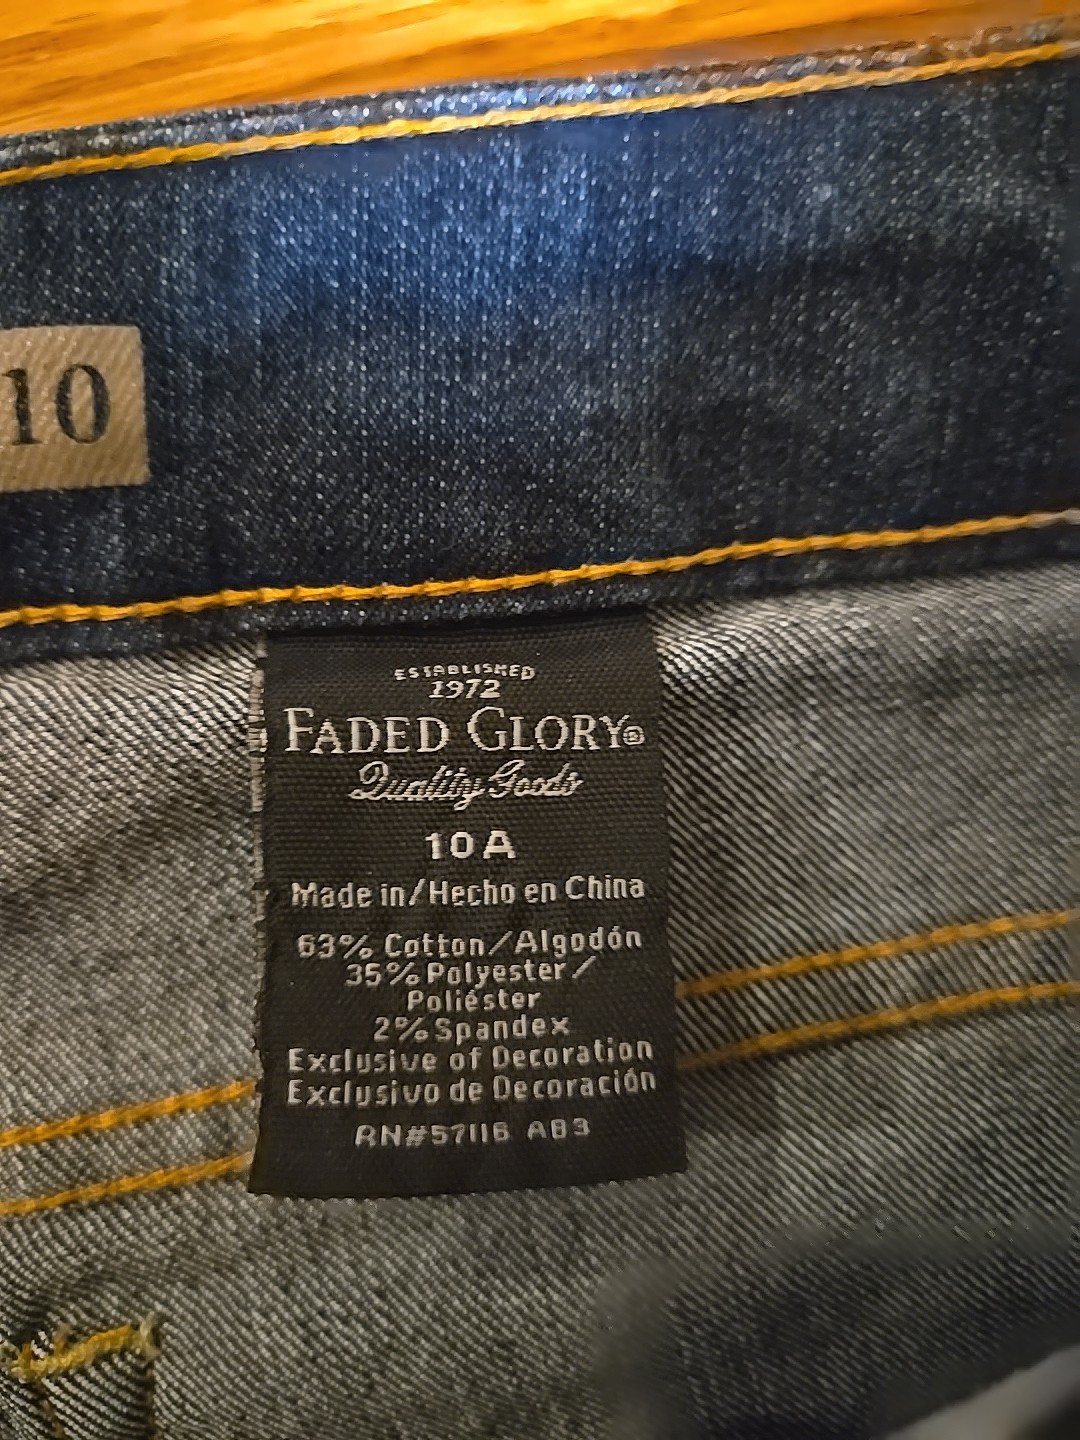 10
ESTABLISHED
1972
FADED GLORY®
Quality Goods
10 A
Made in/Hecho en China
63% Cotton/Algodón
35% Polyester/
Poliéster
2% Spandex
Exclusive of Decoration
Exclusivo de Decoración
RN#57116 AB3